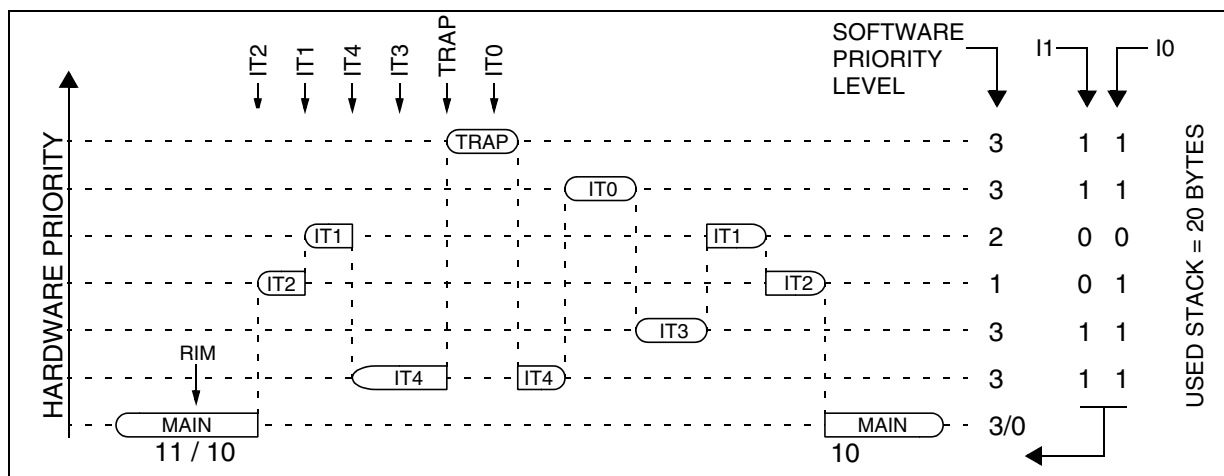 IT2
IT1
IT4
IT3
TRAP
IT0
SOFTWARE
PRIORITY
LEVEL
I1
I0
HARDWARE PRIORITY
USED STACK = 20 BYTES
TRAP
3
1 1
IT0
3
1 1
IT1
IT1
2
0 0
IT2
IT2
1
0 1
IT3
3
1 1
RIM
IT4
IT4
3
1 1
MAIN
MAIN
3/0
11 / 10
10